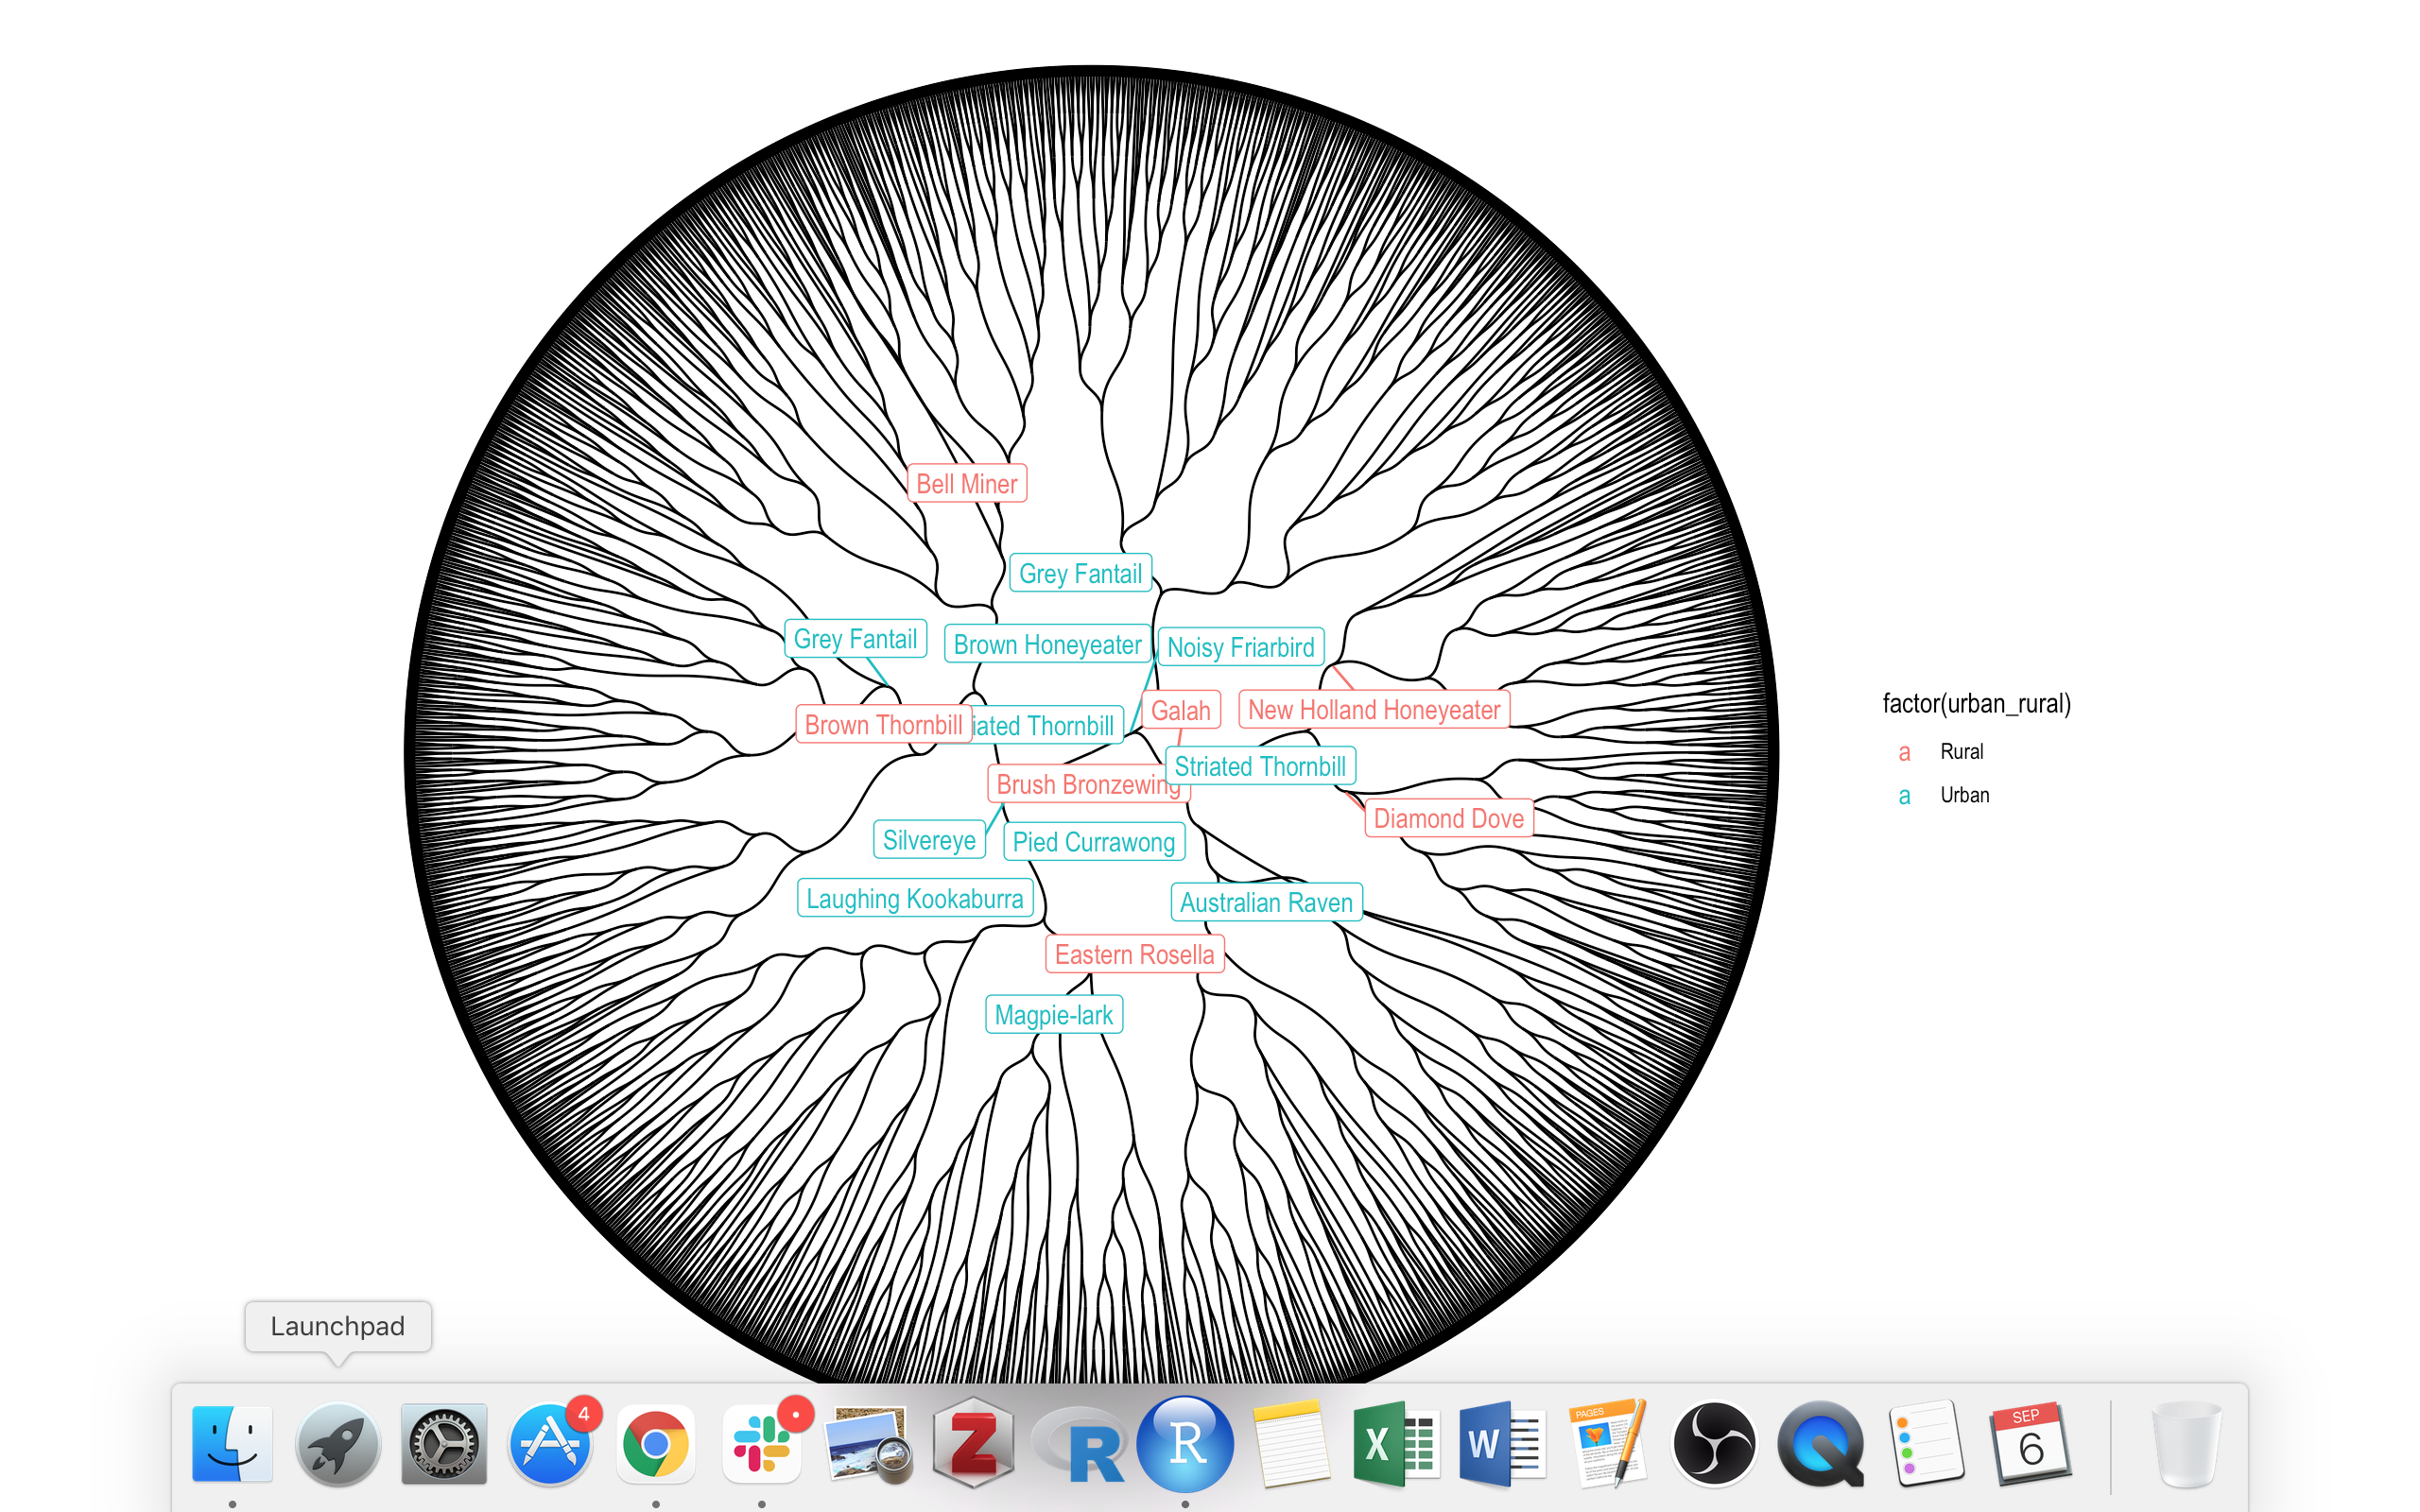 Bell Miner
Grey Fantail
Grey Fantail
Brown Honeyeater
Noisy Friarbird
Brown Thornbill
iated Thornbill
Galah
New Holland Honeyeater
factor(urban_rural)
a Rural
a Urban
Brush Bronzewing
Striated Thornbill
Diamond Dove
Silvereye
Pied Currawong
Laughing Kookaburra
Australian Raven
Eastern Rosella
Magpie-lark
Launchpad
4
Z
R
R
X
W
PAGES
SEP
6